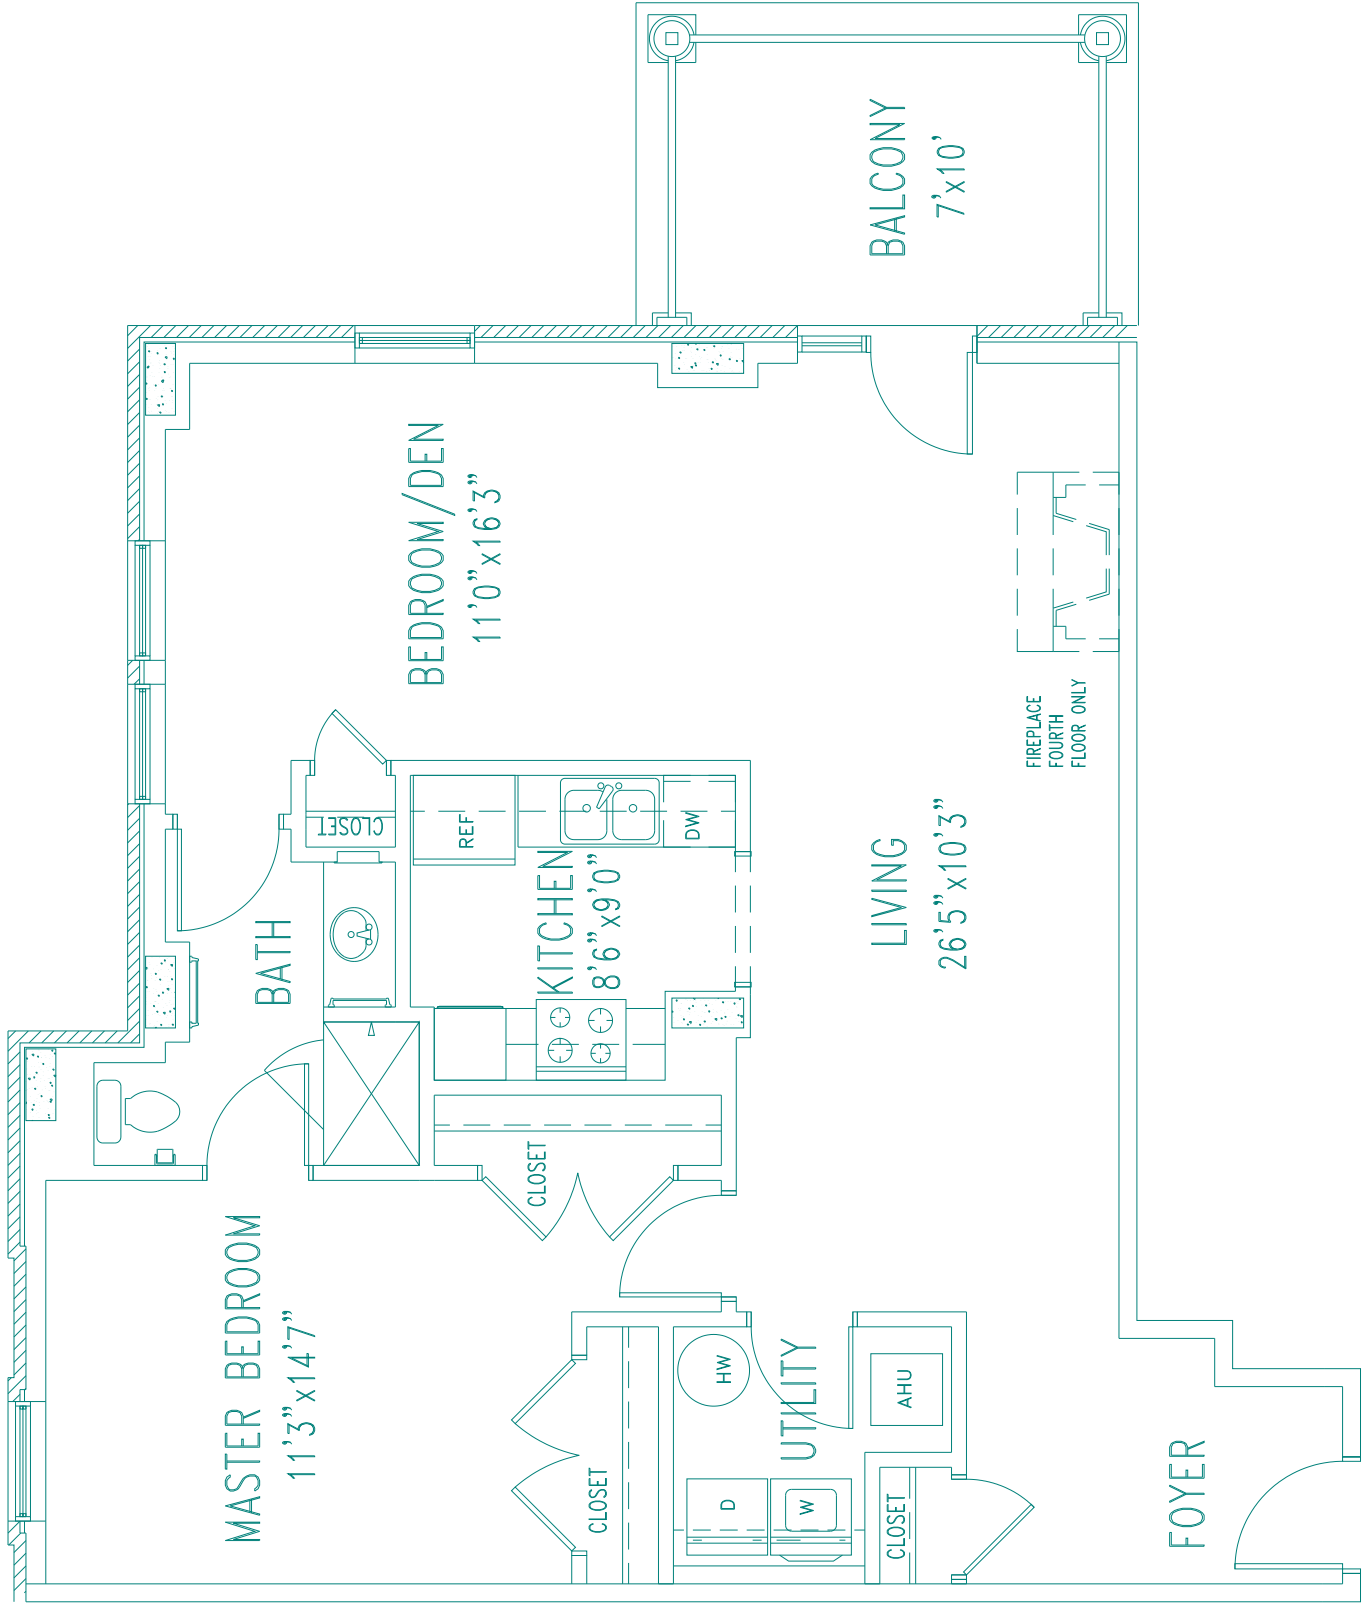 BALCONY
7'x10'
BEDROOM/DEN
11'0"x16'3"
FIREPLACE
FOURTH
FLOOR ONLY
CLOSET
REF
DW
KITCHEN
8'6"x9'0"
LIVING
26'5"x10'3"
BATH
CLOSET
MASTER BEDROOM
11'3"x14'7"
HW
UTILITY
AHU
CLOSET
D
W
CLOSET
FOYER